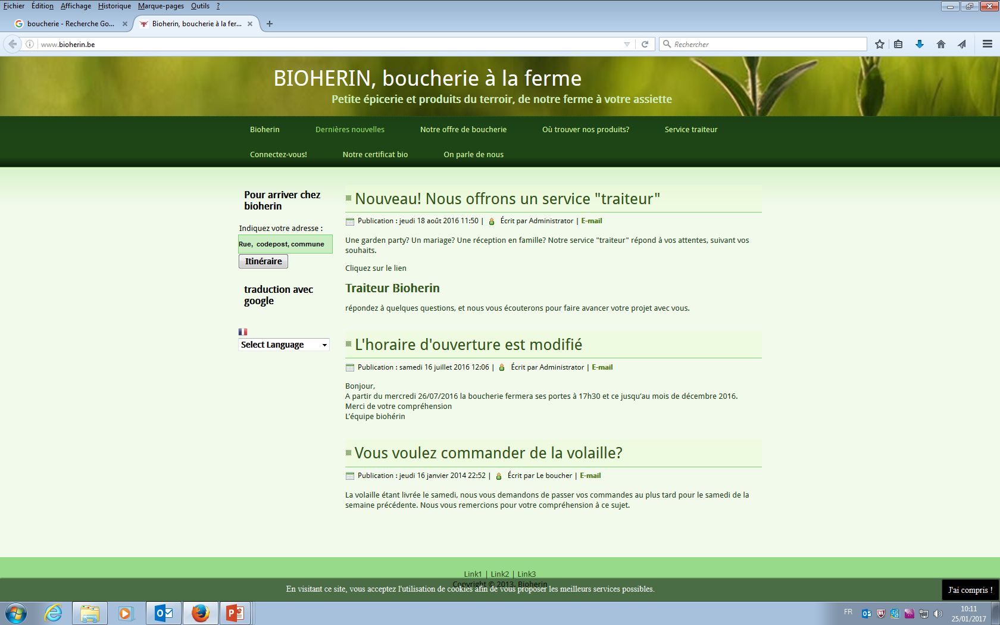 Fichier Édition Affichage Historique Marque-pages Outils ?
boucherie - Recherche Go... Bioherin, boucherie à la fer...
www.bioherin.be Rechercher
BIOHERIN, boucherie à la ferme
Petite épicerie et produits du terroir, de notre ferme à votre assiette
Bioherin Dernières nouvelles Notre offre de boucherie Où trouver nos produits? Service traiteur
Connectez-vous! Notre certificat bio On parle de nous
Pour arriver chez
bioherin
Indiquez votre adresse :
Rue, codepost, commune
Itinéraire
traduction avec
google
Select Language
Nouveau! Nous offrons un service "traiteur"
Publication : jeudi 18 août 2016 11:50 | Écrit par Administrator | E-mail
Une garden party? Un mariage? Une réception en famille? Notre service "traiteur" répond à vos attentes, suivant vos
souhaits.
Cliquez sur le lien
Traiteur Bioherin
répondez à quelques questions, et nous vous écouterons pour faire avancer votre projet avec vous.
L'horaire d'ouverture est modifié
Publication : samedi 16 juillet 2016 12:06 | Écrit par Administrator | E-mail
Bonjour,
A partir du mercredi 26/07/2016 la boucherie fermera ses portes à 17h30 et ce jusqu’au mois de décembre 2016.
Merci de votre compréhension
L’équipe biohérin
Vous voulez commander de la volaille?
Publication : jeudi 16 janvier 2014 22:52 | Écrit par Le boucher | E-mail
La volaille étant livrée le samedi, nous vous demandons de passer vos commandes au plus tard pour le samedi de la
semaine précédente. Nous vous remercions pour votre compréhension à ce sujet.
Link1 | Link2 | Link3
Copyright © 2013. Bioherin
En visitant ce site, vous acceptez l'utilisation de cookies afin de vous proposer les meilleurs services possibles.
J'ai compris !
FR 10:11
25/01/2017